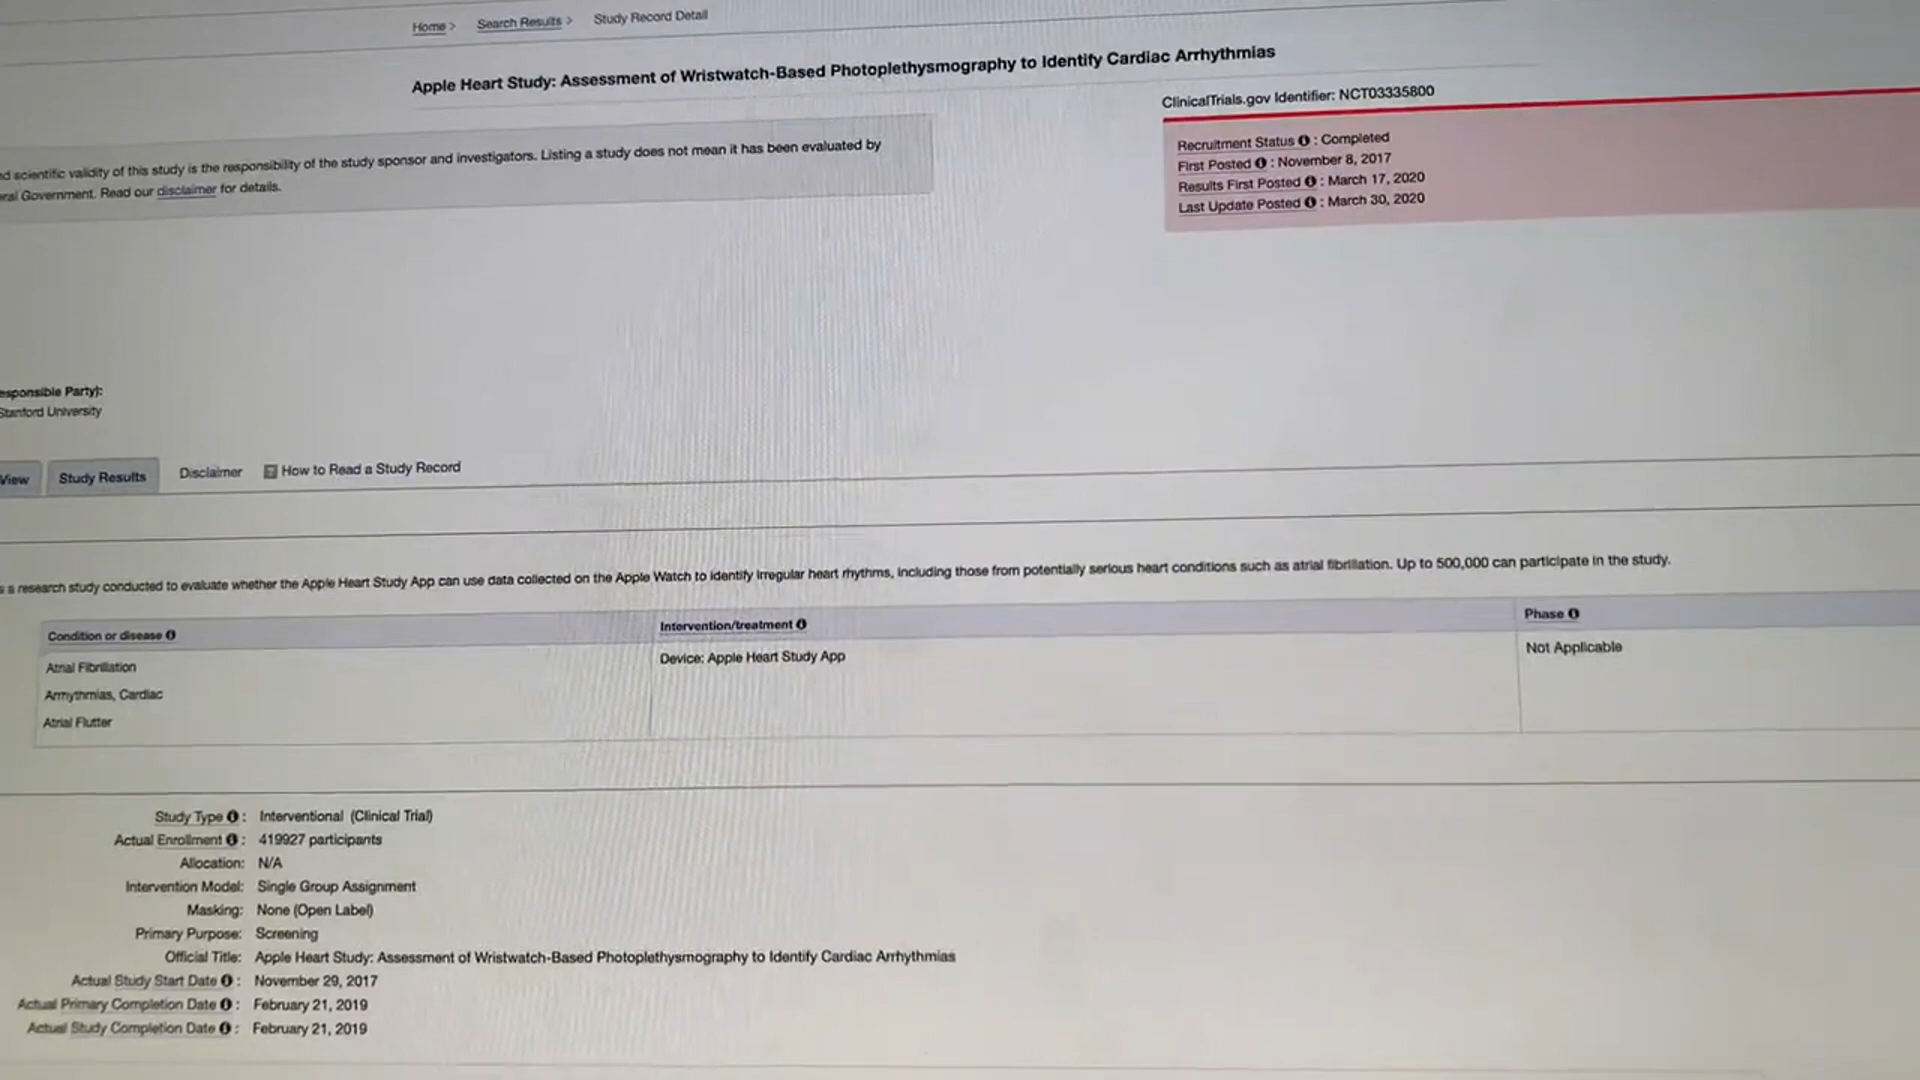 Home > Search Results > Study Record Detail
Apple Heart Study: Assessment of Wristwatch-Based Photoplethysmography to Identify Cardiac Arrhythmias
ClinicalTrials.gov Identifier: NCT03335800
Recruitment Status : Completed
First Posted : November 8, 2017
Results First Posted : March 17, 2020
Last Update Posted : March 30, 2020
scientific validity of this study is the responsibility of the study sponsor and investigators. Listing a study does not mean it has been evaluated by
Government. Read our disclaimer for details.
Party):
Stanford University
View
Study Results
Disclaimer
How to Read a Study Record
a research study conducted to evaluate whether the Apple Heart Study App can use data collected on the Apple Watch to identify irregular heart rhythms, including those from potentially serious heart conditions such as atrial fibrillation. Up to 500,000 can participate in the study.
Condition or disease
Intervention/treatment
Phase
Atrial Fibrillation
Arrhythmias, Cardiac
Atrial Flutter
Device: Apple Heart Study App
Not Applicable
Study Type : Interventional (Clinical Trial)
Actual Enrollment : 419927 participants
Allocation: N/A
Intervention Model: Single Group Assignment
Masking: None (Open Label)
Primary Purpose: Screening
Official Title: Apple Heart Study: Assessment of Wristwatch-Based Photoplethysmography to Identify Cardiac Arrhythmias
Actual Study Start Date : November 29, 2017
Actual Primary Completion Date : February 21, 2019
Actual Study Completion Date : February 21, 2019